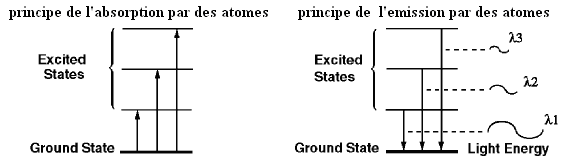 principe de l'absorption par des atomes
Excited
States
Ground State
principe de l'emission par des atomes
Excited
States
λ3
λ2
λ1
Ground State
Light Energy